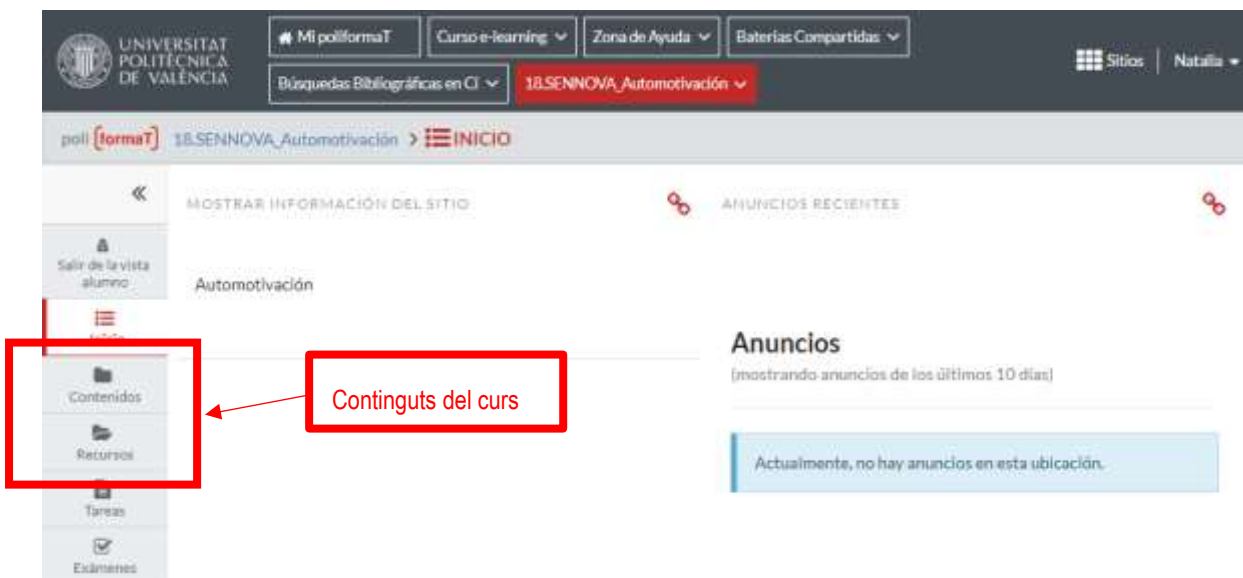 UNIVERSITAT
POLITÈCNICA
DE VALÈNCIA
Mi poliformaT
Curso e-learning
Zona de Ayuda
Baterías Compartidas
Búsquedas Bibliográficas en CT
18.SENNOVA_Automotivación
Sitios | Natalia
poli [formaT] 18.SENNOVA_Automotivación > INICIO
MOSTRAR INFORMACIÓN DEL SITIO
ANUNCIOS RECIENTES
Salir de la vista
alumno
Automotivación
Inicio
Contenidos
Recursos
Tareas
Exámenes
Continguts del curs
Anuncios
(mostrando anuncios de los últimos 10 días)
Actualmente, no hay anuncios en esta ubicación.